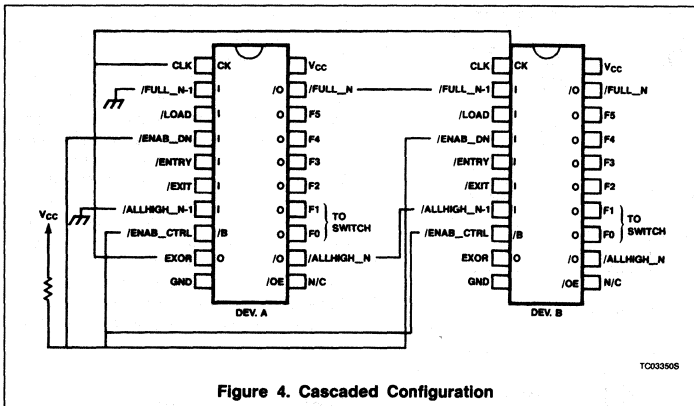 CLK CK VCC
/FULL_N-1 I /O /FULL_N
/LOAD I O F5
/ENAB_DN I O F4
/ENTRY I O F3
/EXIT I O F2
/ALLHIGH_N-1 I O F1
/ENAB_CTRL /B O F0
TO SWITCH
EXOR O /O /ALLHIGH_N
GND /OE N/C
DEV. A
VCC
CLK CK VCC
/FULL_N-1 I /O /FULL_N
/LOAD I O F5
/ENAB_DN I O F4
/ENTRY I O F3
/EXIT I O F2
/ALLHIGH_N-1 I O F1
/ENAB_CTRL /B O F0
TO SWITCH
EXOR O /O /ALLHIGH_N
GND /OE N/C
DEV. B
TC03350S
Figure 4. Cascaded Configuration